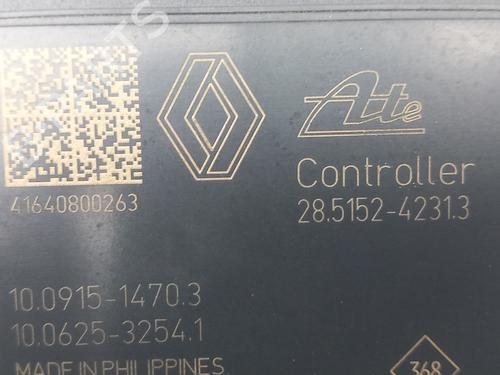 Ate
Controller
41640800263
28.5152-4231.3
10.0915-1470.3
10.0625-3254.1
MADE IN PHILIPPINES
368